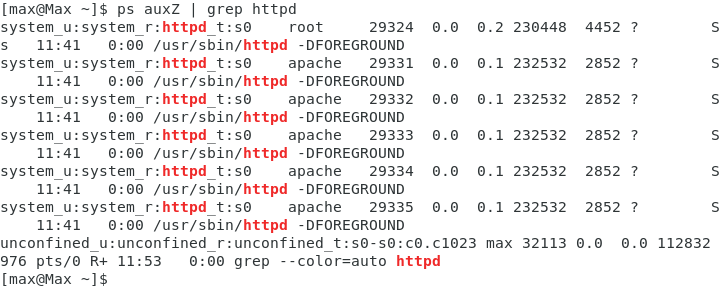 [max@Max ~]$ ps auxZ | grep httpd
system_u:system_r:httpd_t:s0    root     29324  0.0  0.2 230448  4452 ?        S
s   11:41   0:00 /usr/sbin/httpd -DFOREGROUND
system_u:system_r:httpd_t:s0    apache   29331  0.0  0.1 232532  2852 ?        S
    11:41   0:00 /usr/sbin/httpd -DFOREGROUND
system_u:system_r:httpd_t:s0    apache   29332  0.0  0.1 232532  2852 ?        S
    11:41   0:00 /usr/sbin/httpd -DFOREGROUND
system_u:system_r:httpd_t:s0    apache   29333  0.0  0.1 232532  2852 ?        S
    11:41   0:00 /usr/sbin/httpd -DFOREGROUND
system_u:system_r:httpd_t:s0    apache   29334  0.0  0.1 232532  2852 ?        S
    11:41   0:00 /usr/sbin/httpd -DFOREGROUND
system_u:system_r:httpd_t:s0    apache   29335  0.0  0.1 232532  2852 ?        S
    11:41   0:00 /usr/sbin/httpd -DFOREGROUND
unconfined_u:unconfined_r:unconfined_t:s0-s0:c0.c1023 max 32113 0.0  0.0 112832
976 pts/0 R+ 11:53   0:00 grep --color=auto httpd
[max@Max ~]$